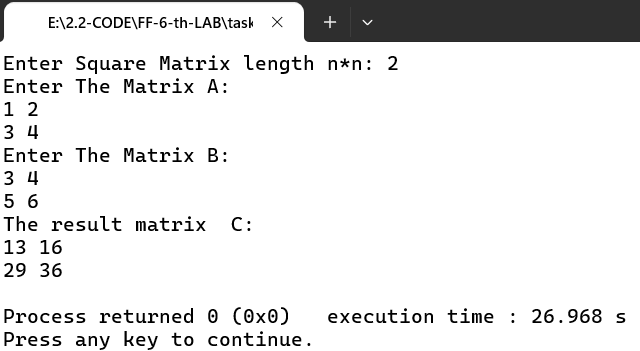 E:\2.2-CODE\FF-6-th-LAB\task
Enter Square Matrix length n*n: 2
Enter The Matrix A:
1 2
3 4
Enter The Matrix B:
3 4
5 6
The result matrix  C:
13 16
29 36
Process returned 0 (0x0)   execution time : 26.968 s
Press any key to continue.